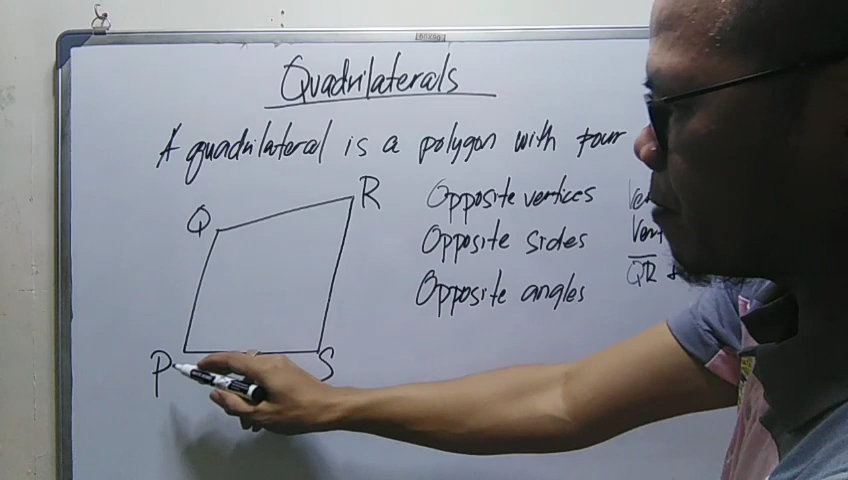 Quadrilaterals
A quadrilateral is a polygon with four
Q
R
Opposite vertices
Opposite sides
Opposite angles
QR
P
S